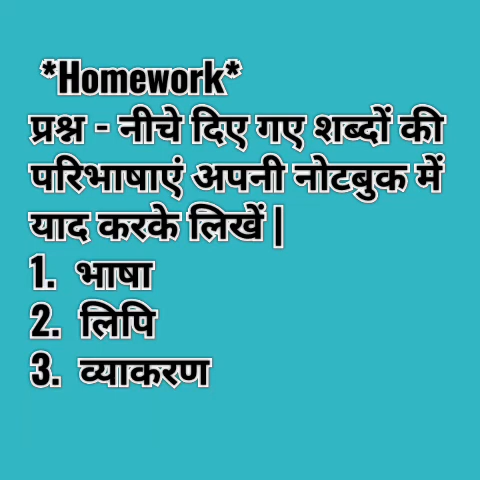 *Homework*
प्रश्न - नीचे दिए गए शब्दों की
परिभाषाएं अपनी नोटबुक में
याद करके लिखें |
1. भाषा
2. लिपि
3. व्याकरण